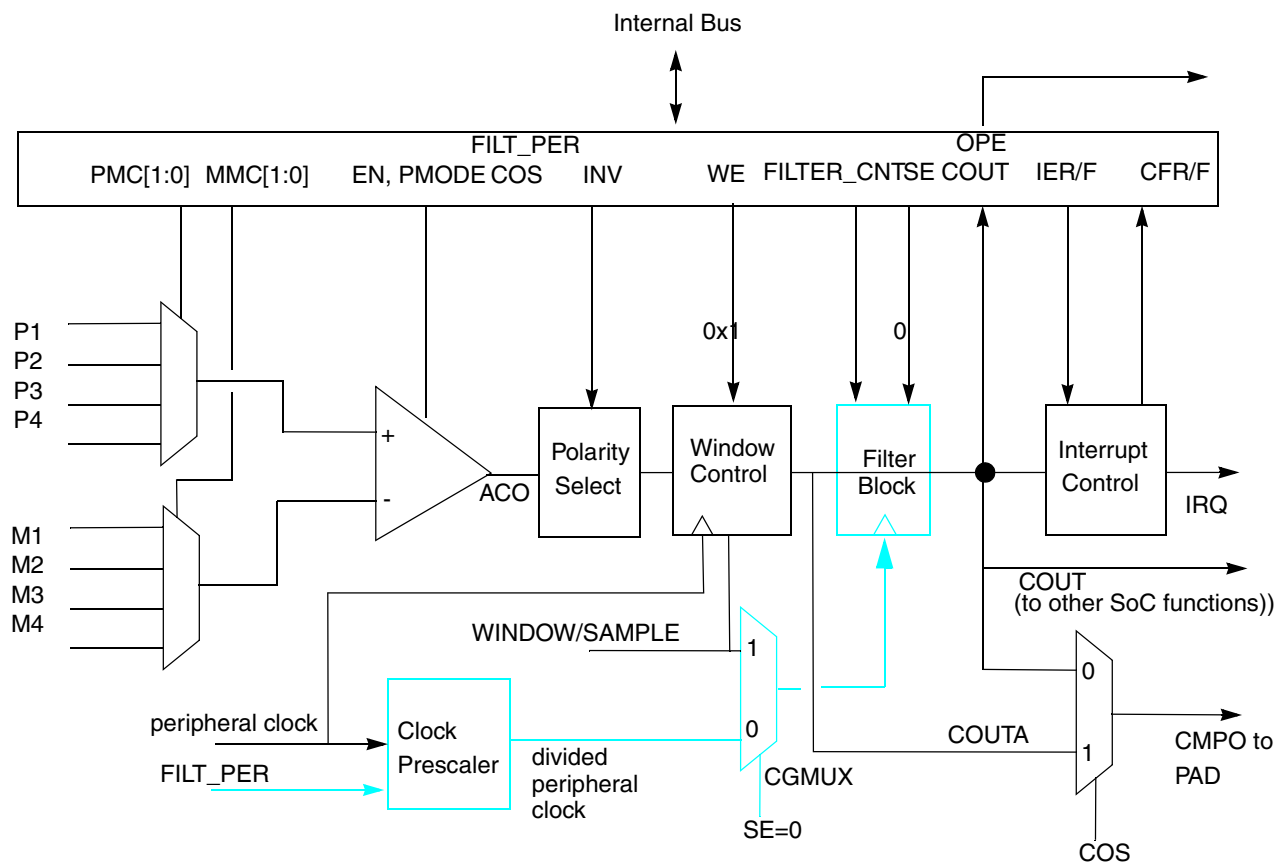 Internal Bus
FILT_PER
OPE
PMC[1:0] MMC[1:0] EN, PMODE COS INV WE FILTER_CNT SE COUT IER/F CFR/F
P1
P2
P3
P4
0x1
0
+
-
ACO
Polarity
Select
Window
Control
Filter
Block
Interrupt
Control
IRQ
M1
M2
M3
M4
COUT
(to other SoC functions))
WINDOW/SAMPLE
1
0
0
1
peripheral clock
FILT_PER
Clock
Prescaler
divided
peripheral
clock
CGMUX
SE=0
COUTA
CMPO to
PAD
COS